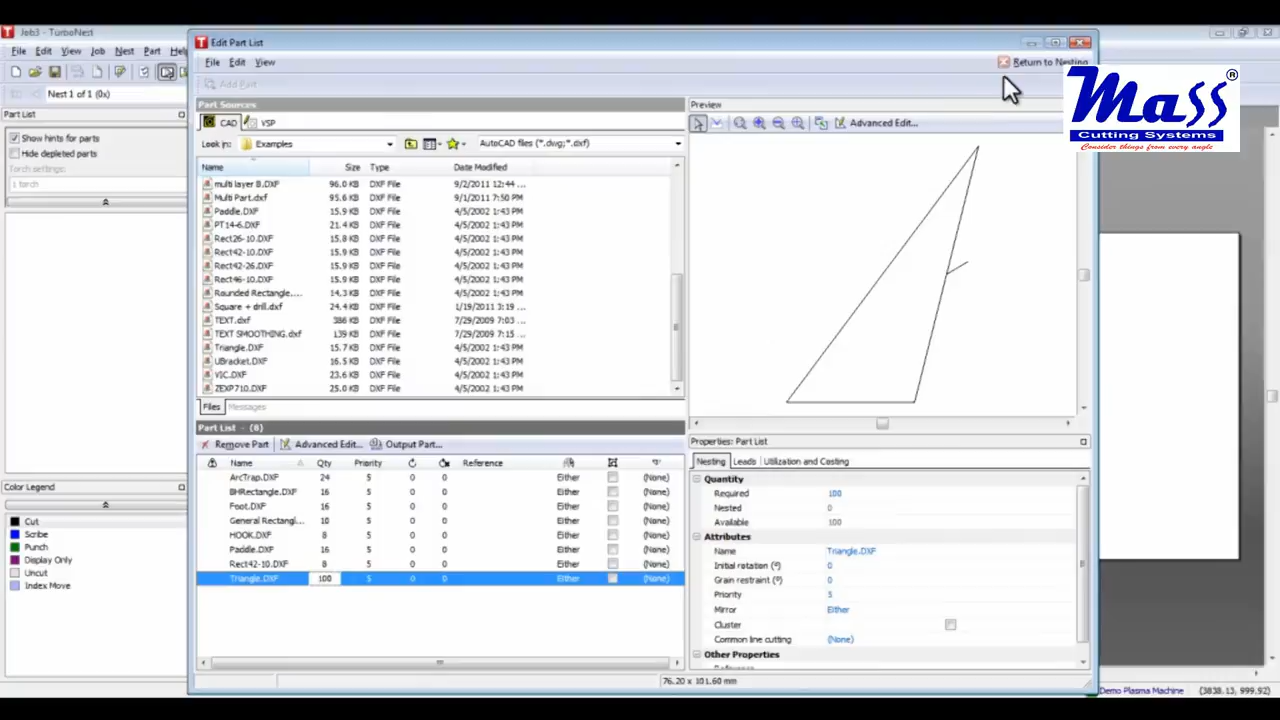 Job3 - TurboNest
File Edit View Job Nest Part Help
Nest 1 of 1 (0x)
Part List
Show hints for parts
Hide depleted parts
Torch settings:
1 torch
Color Legend
Cut
Scribe
Punch
Display Only
Uncut
Index Move
Edit Part List
File Edit View
Return to Nesting
Add Part
Part Sources
CAD VSP
Look in: Examples AutoCAD files (*.dwg;*.dxf)
Name Size Type Date Modified
multi layer B.DXF 96.0 KB DXF File 9/2/2011 12:44 ...
Multi Part.dxf 95.6 KB DXF File 9/1/2011 7:50 PM
Paddle.DXF 15.9 KB DXF File 4/5/2002 1:43 PM
PT14-6.DXF 21.4 KB DXF File 4/5/2002 1:43 PM
Rect26-10.DXF 15.8 KB DXF File 4/5/2002 1:43 PM
Rect42-10.DXF 15.9 KB DXF File 4/5/2002 1:43 PM
Rect42-26.DXF 15.9 KB DXF File 4/5/2002 1:43 PM
Rect46-10.DXF 15.9 KB DXF File 4/5/2002 1:43 PM
Rounded Rectangle.... 14.3 KB DXF File 4/5/2002 1:43 PM
Square + drill.dxf 24.4 KB DXF File 1/19/2011 3:19 ...
TEXT.dxf 386 KB DXF File 7/29/2009 7:03 ...
TEXT SMOOTHING.dxf 139 KB DXF File 7/29/2009 7:15 ...
Triangle.DXF 15.7 KB DXF File 4/5/2002 1:43 PM
UBracket.DXF 16.5 KB DXF File 4/5/2002 1:43 PM
VIC.DXF 23.6 KB DXF File 4/5/2002 1:43 PM
ZEXP710.DXF 25.0 KB DXF File 4/5/2002 1:43 PM
Files Messages
Part List - (8)
Remove Part Advanced Edit... Output Part...
Name Qty Priority Reference
ArcTrap.DXF 24 5 0 0 Either (None)
BHRectangle.DXF 16 5 0 0 Either (None)
Foot.DXF 16 5 0 0 Either (None)
General Rectangl... 10 5 0 0 Either (None)
HOOK.DXF 8 5 0 0 Either (None)
Paddle.DXF 16 5 0 0 Either (None)
Rect42-10.DXF 8 5 0 0 Either (None)
Triangle.DXF 100 5 0 0 Either (None)
Preview
Advanced Edit...
Properties: Part List
Nesting Leads Utilization and Costing
Quantity
Required 100
Nested 0
Available 100
Attributes
Name Triangle.DXF
Initial rotation (º) 0
Grain restraint (º) 0
Priority 5
Mirror Either
Cluster
Common line cutting (None)
Other Properties
76.20 x 101.60 mm
Demo Plasma Machine (3838.13, 999.92)
Mass ®
Cutting Systems
Consider things from every angle